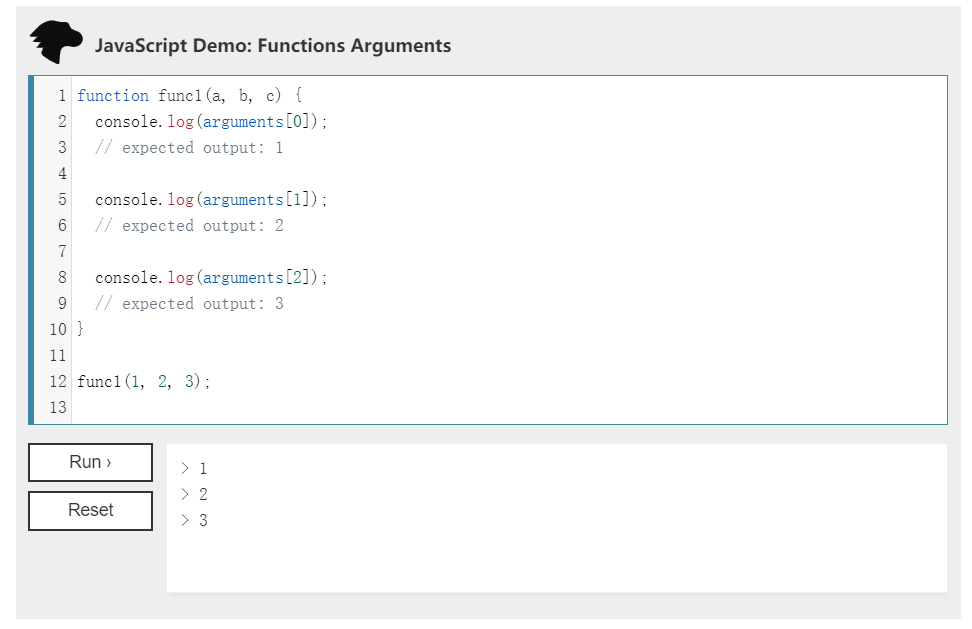 JavaScript Demo: Functions Arguments
1 function func1(a, b, c) {
2   console.log(arguments[0]);
3   // expected output: 1
4
5   console.log(arguments[1]);
6   // expected output: 2
7
8   console.log(arguments[2]);
9   // expected output: 3
10 }
11
12 func1(1, 2, 3);
13
Run ›
Reset
> 1
> 2
> 3